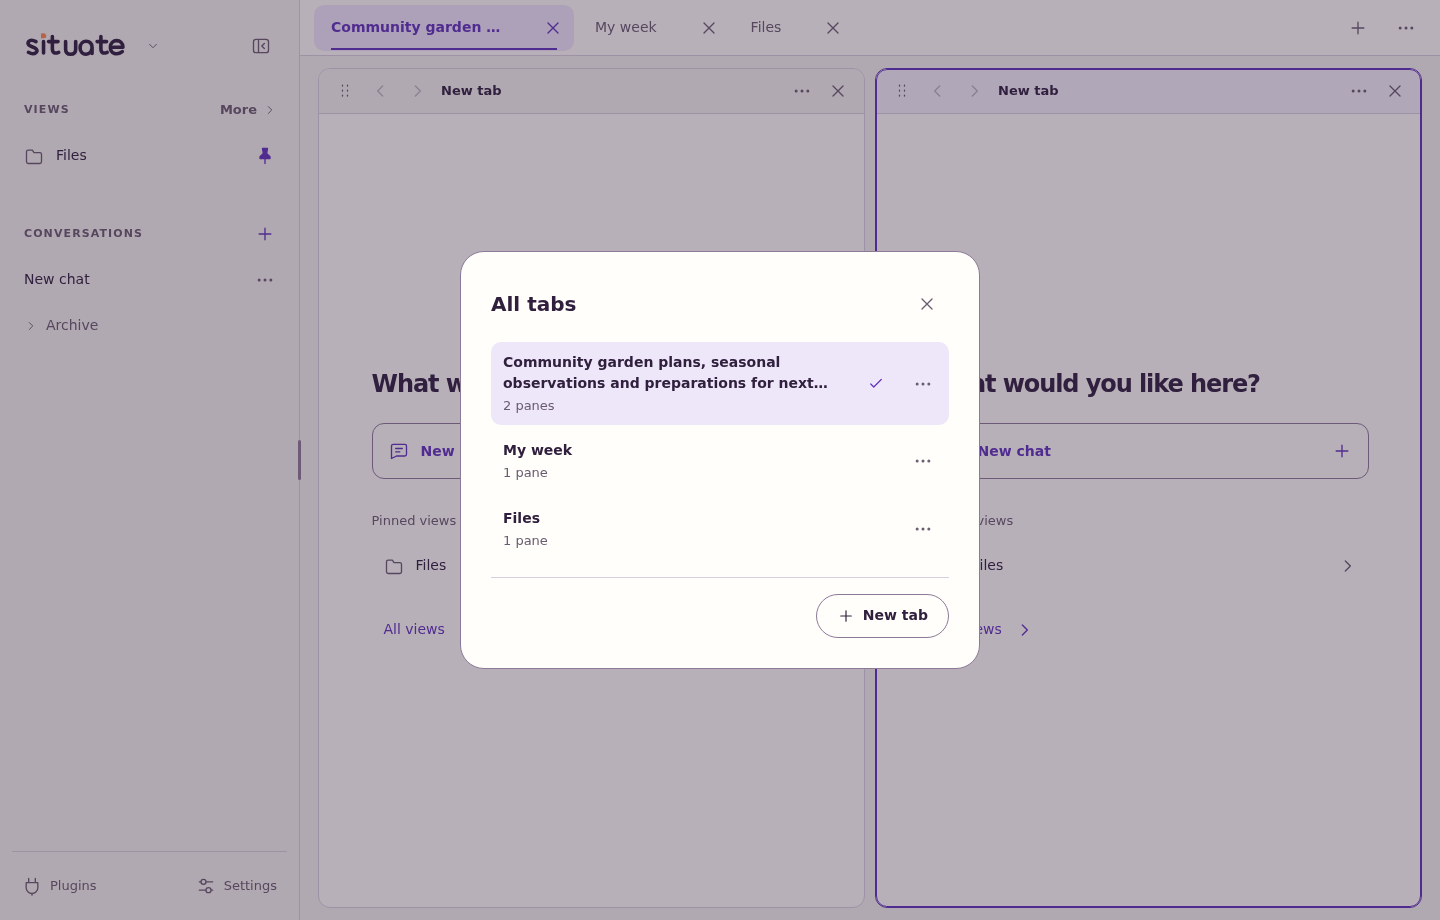 situate
Community garden …
My week
Files
VIEWS
More
Files
CONVERSATIONS
New chat
Archive
Plugins
Settings
New tab
New tab
What w
at would you like here?
New
New chat
Pinned views
views
Files
iles
All views
ews
All tabs
Community garden plans, seasonal
observations and preparations for next…
2 panes
My week
1 pane
Files
1 pane
New tab